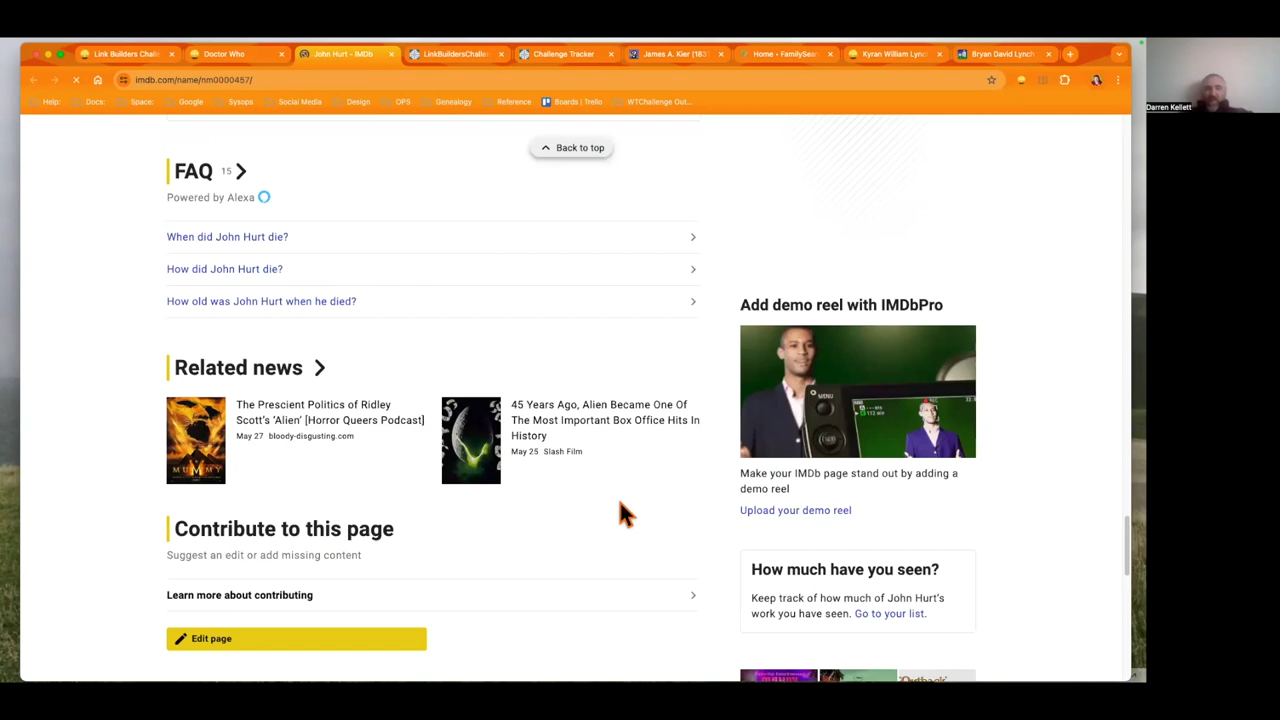 Link Builders Chall
Doctor Who
John Hurt - IMDb
LinkBuildersChallen
Challenge Tracker
James A. Kier (183
Home • FamilySear
Kyran William Lynch
Bryan David Lynch
imdb.com/name/nm0000457/
Help:
Docs:
Space:
Google
Sysops
Social Media
Design
OPS
Genealogy
Reference
Boards | Trello
WTChallenge Out...
Darren Kellett
Back to top
FAQ 15
Powered by Alexa
When did John Hurt die?
How did John Hurt die?
How old was John Hurt when he died?
Related news
MUMMY
The Prescient Politics of Ridley
Scott's 'Alien' [Horror Queers Podcast]
May 27 bloody-disgusting.com
45 Years Ago, Alien Became One Of
The Most Important Box Office Hits In
History
May 25 Slash Film
Contribute to this page
Suggest an edit or add missing content
Learn more about contributing
Edit page
Add demo reel with IMDbPro
MENU
Make your IMDb page stand out by adding a
demo reel
Upload your demo reel
How much have you seen?
Keep track of how much of John Hurt's
work you have seen. Go to your list.
Outback